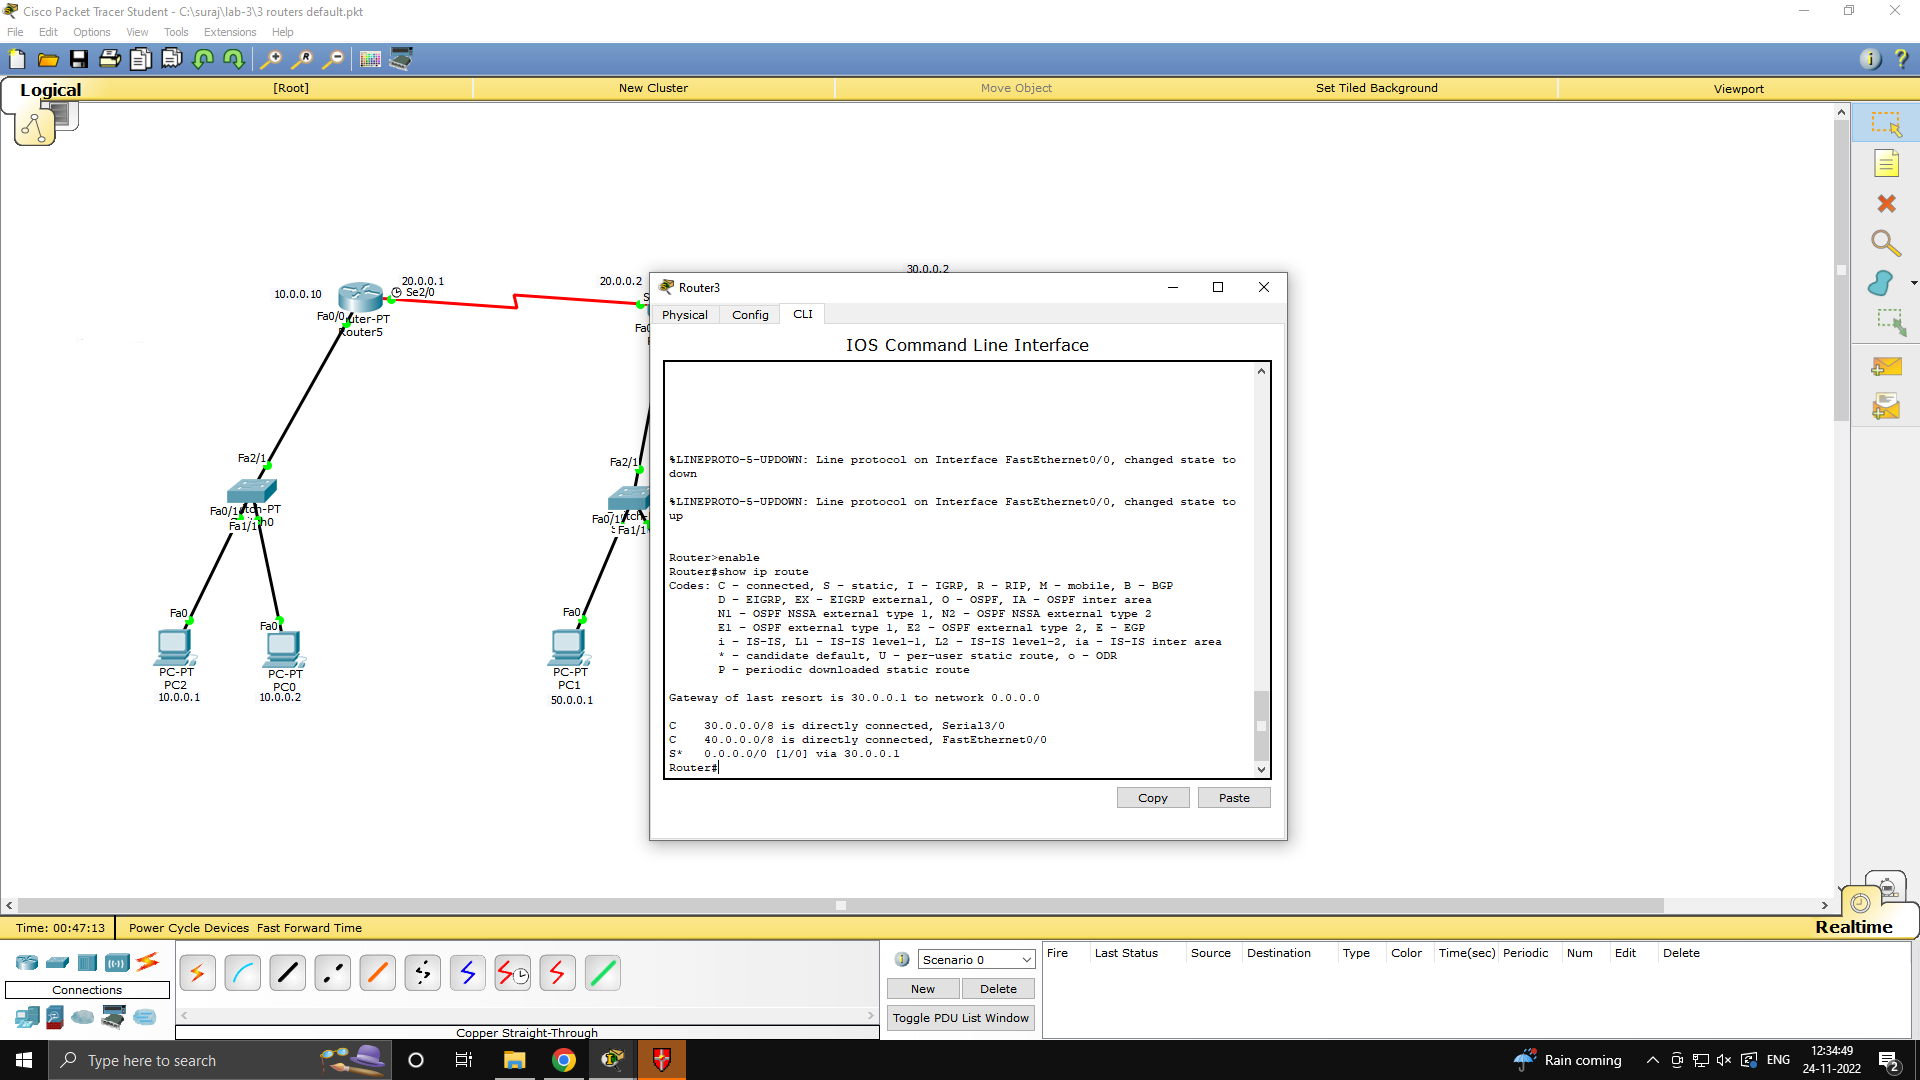 Cisco Packet Tracer Student - C:\suraj\lab-3\3 routers default.pkt
File Edit Options View Tools Extensions Help
Logical [Root] New Cluster Move Object Set Tiled Background Viewport
10.0.0.10
20.0.0.1
Se2/0
Fa0/0
uter-PT
Router5
20.0.0.2
30.0.0.2
Fa2/1
Fa0/1
tch-PT
Fa1/1
h0
Fa0
Fa0
PC-PT
PC2
10.0.0.1
PC-PT
PC0
10.0.0.2
Fa2/1
Fa0/1
Fa1/1
Fa0
PC-PT
PC1
50.0.0.1
Router3
Physical Config CLI
IOS Command Line Interface
%LINEPROTO-5-UPDOWN: Line protocol on Interface FastEthernet0/0, changed state to
down
%LINEPROTO-5-UPDOWN: Line protocol on Interface FastEthernet0/0, changed state to
up
Router>enable
Router#show ip route
Codes: C - connected, S - static, I - IGRP, R - RIP, M - mobile, B - BGP
D - EIGRP, EX - EIGRP external, O - OSPF, IA - OSPF inter area
N1 - OSPF NSSA external type 1, N2 - OSPF NSSA external type 2
E1 - OSPF external type 1, E2 - OSPF external type 2, E - EGP
i - IS-IS, L1 - IS-IS level-1, L2 - IS-IS level-2, ia - IS-IS inter area
* - candidate default, U - per-user static route, o - ODR
P - periodic downloaded static route
Gateway of last resort is 30.0.0.1 to network 0.0.0.0
C 30.0.0.0/8 is directly connected, Serial3/0
C 40.0.0.0/8 is directly connected, FastEthernet0/0
S* 0.0.0.0/0 [1/0] via 30.0.0.1
Router#
Copy Paste
Time: 00:47:13 Power Cycle Devices Fast Forward Time
Realtime
Connections
Copper Straight-Through
Scenario 0
New Delete
Toggle PDU List Window
Fire Last Status Source Destination Type Color Time(sec) Periodic Num Edit Delete
Type here to search
Rain coming
ENG
12:34:49
24-11-2022
2